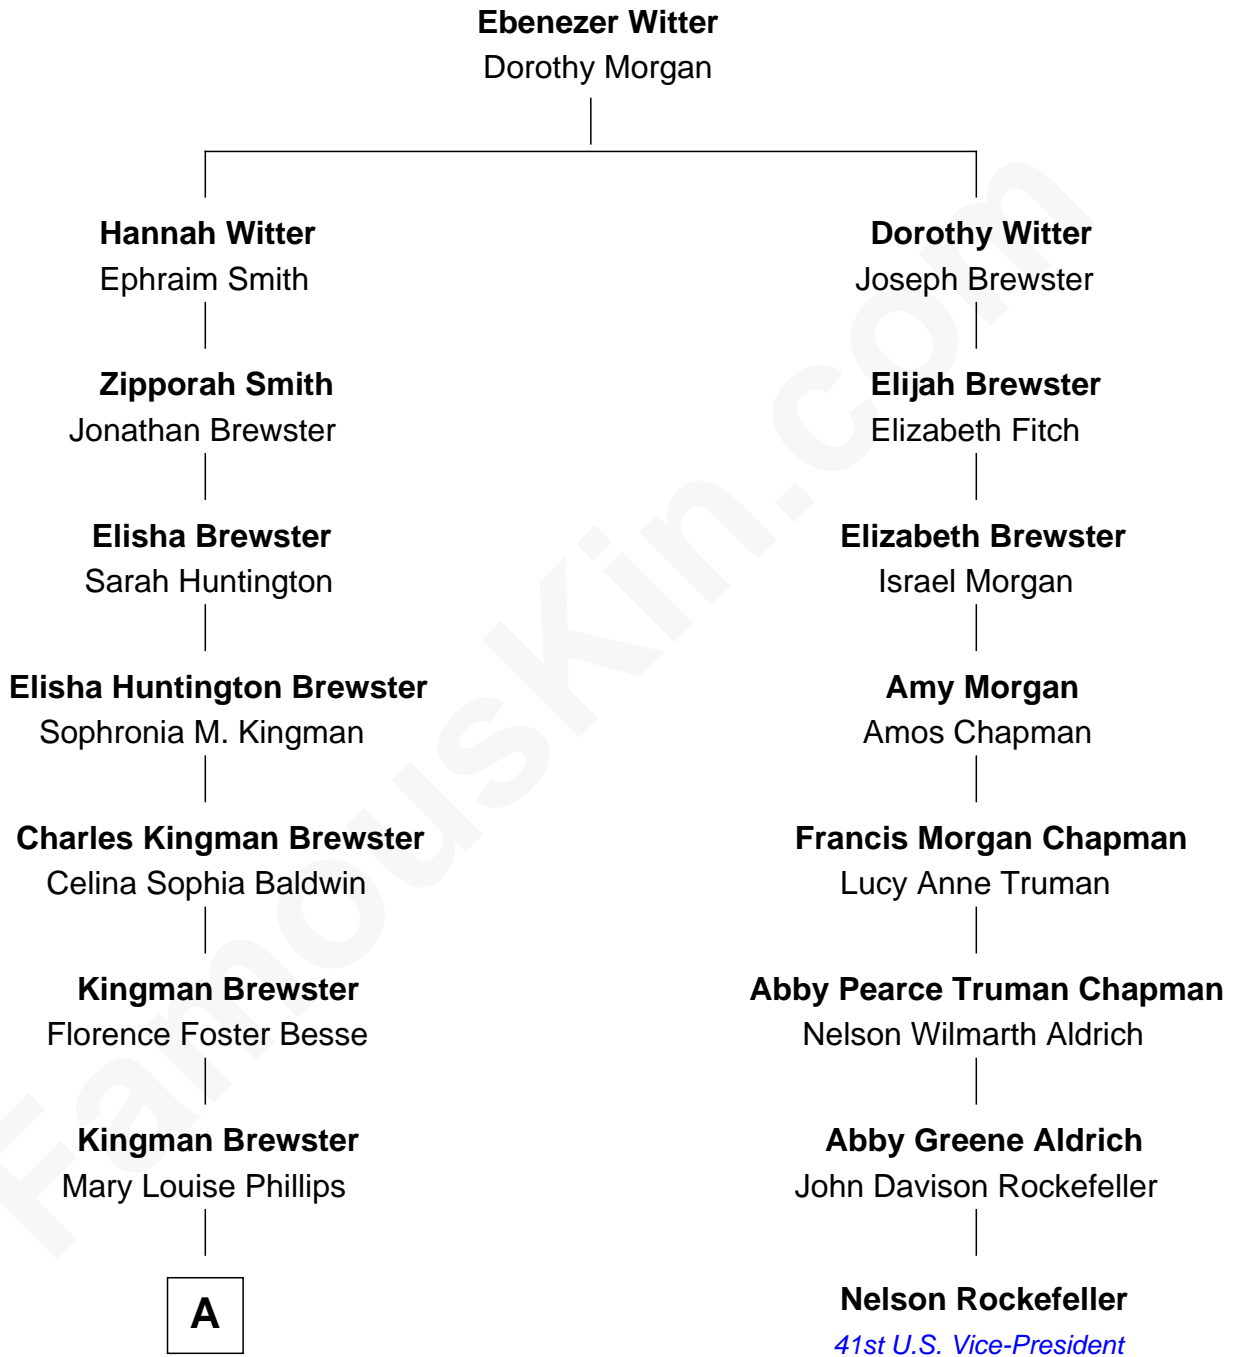 Ebenezer Witter
Dorothy Morgan
Hannah Witter
Ephraim Smith
Dorothy Witter
Joseph Brewster
Zipporah Smith
Jonathan Brewster
Elijah Brewster
Elizabeth Fitch
Elisha Brewster
Sarah Huntington
Elizabeth Brewster
Israel Morgan
Elisha Huntington Brewster
Sophronia M. Kingman
Amy Morgan
Amos Chapman
Charles Kingman Brewster
Celina Sophia Baldwin
Francis Morgan Chapman
Lucy Anne Truman
Kingman Brewster
Florence Foster Besse
Abby Pearce Truman Chapman
Nelson Wilmarth Aldrich
Kingman Brewster
Mary Louise Phillips
Abby Greene Aldrich
John Davison Rockefeller
A
Nelson Rockefeller
41st U.S. Vice-President
FamousKin.com